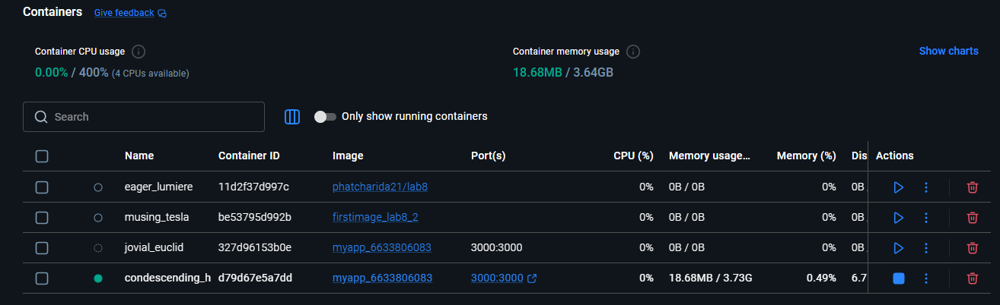 Containers Give feedback
Container CPU usage
0.00% / 400% (4 CPUs available)
Container memory usage
18.68MB / 3.64GB
Show charts
Search
Only show running containers
Name Container ID Image Port(s) CPU (%) Memory usage... Memory (%) Dis Actions
eager_lumiere 11d2f37d997c phatcharida21/lab8 0% 0B / 0B 0% 0B
musing_tesla be53795d992b firstimage_lab8_2 0% 0B / 0B 0% 0B
jovial_euclid 327d96153b0e myapp_6633806083 3000:3000 0% 0B / 0B 0% 0B
condescending_h d79d67e5a7dd myapp_6633806083 3000:3000 0% 18.68MB / 3.73G 0.49% 6.7